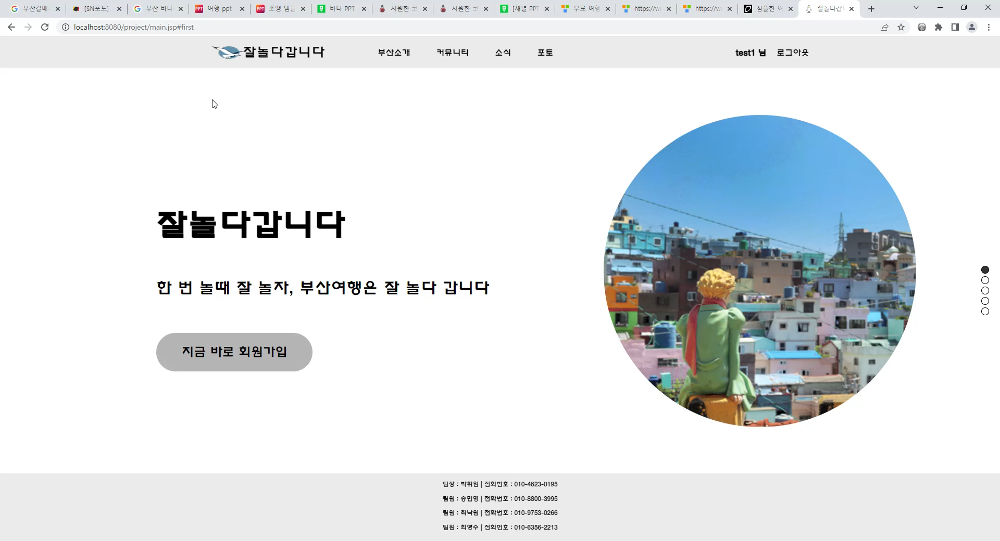 부산갈매 [SN포토] 부산 바다 여행 ppt 조땡 템플 바다 PPT 시원한 코 시원한 코 [새별 PPT 무료 여행 https://w https://w 심플한 여 잘놀다갑
localhost:8080/project/main.jsp#first
잘놀다갑니다 부산소개 커뮤니티 소식 포토 test1 님 로그아웃
잘놀다갑니다
한 번 놀때 잘 놀자, 부산여행은 잘 놀다 갑니다
지금 바로 회원가입
팀장 : 박휘원 | 전화번호 : 010-4623-0195
팀원 : 송민영 | 전화번호 : 010-8800-3995
팀원 : 최낙원 | 전화번호 : 010-9753-0266
팀원 : 최영수 | 전화번호 : 010-6356-2213